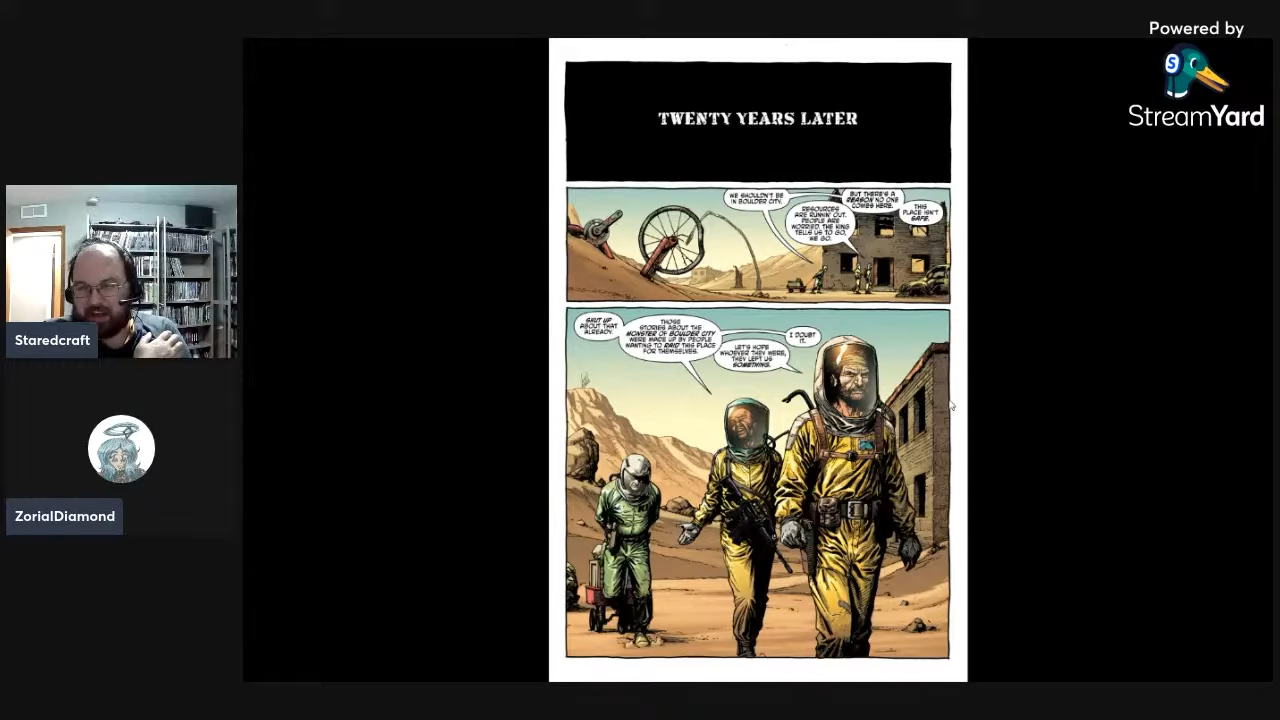 Powered by
StreamYard
TWENTY YEARS LATER
WE SHOULDN'T BE
IN BOULDER CITY.
RESOURCES
ARE RUNNIN' OUT.
PEOPLE ARE
WORRIED. THE KING
TELLS US TO GO,
WE GO.
BUT THERE'S A
REASON NO ONE
COMES HERE.
THIS
PLACE ISN'T
SAFE.
SHUT UP
ABOUT THAT
ALREADY.
THOSE
STORIES ABOUT THE
MONSTER OF BOULDER CITY
WERE MADE UP BY PEOPLE
WANTING TO RAID THIS PLACE
FOR THEMSELVES.
I DOUBT
IT.
LET'S HOPE
WHOEVER THEY WERE,
THEY LEFT US
SOMETHING.
Staredcraft
ZorialDiamond